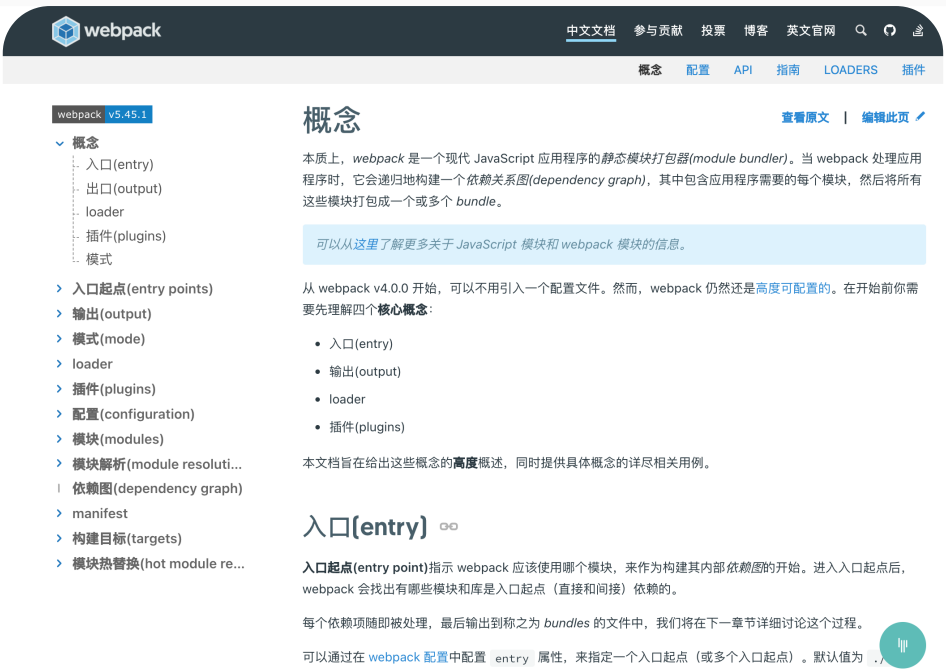 webpack
中文文档 参与贡献 投票 博客 英文官网
概念 配置 API 指南 LOADERS 插件
webpack v5.45.1
概念
入口(entry)
出口(output)
loader
插件(plugins)
模式
入口起点(entry points)
输出(output)
模式(mode)
loader
插件(plugins)
配置(configuration)
模块(modules)
模块解析(module resoluti...
依赖图(dependency graph)
manifest
构建目标(targets)
模块热替换(hot module re...
概念
查看原文 | 编辑此页
本质上，webpack 是一个现代 JavaScript 应用程序的静态模块打包器(module bundler)。当 webpack 处理应用
程序时，它会递归地构建一个依赖关系图(dependency graph)，其中包含应用程序需要的每个模块，然后将所有
这些模块打包成一个或多个 bundle。
可以从这里了解更多关于 JavaScript 模块和 webpack 模块的信息。
从 webpack v4.0.0 开始，可以不用引入一个配置文件。然而，webpack 仍然还是高度可配置的。在开始前你需
要先理解四个核心概念：
入口(entry)
输出(output)
loader
插件(plugins)
本文档旨在给出这些概念的高度概述，同时提供具体概念的详尽相关用例。
入口(entry)
入口起点(entry point)指示 webpack 应该使用哪个模块，来作为构建其内部依赖图的开始。进入入口起点后，
webpack 会找出有哪些模块和库是入口起点（直接和间接）依赖的。
每个依赖项随即被处理，最后输出到称之为 bundles 的文件中，我们将在下一章节详细讨论这个过程。
可以通过在 webpack 配置中配置 entry 属性，来指定一个入口起点（或多个入口起点）。默认值为 ./